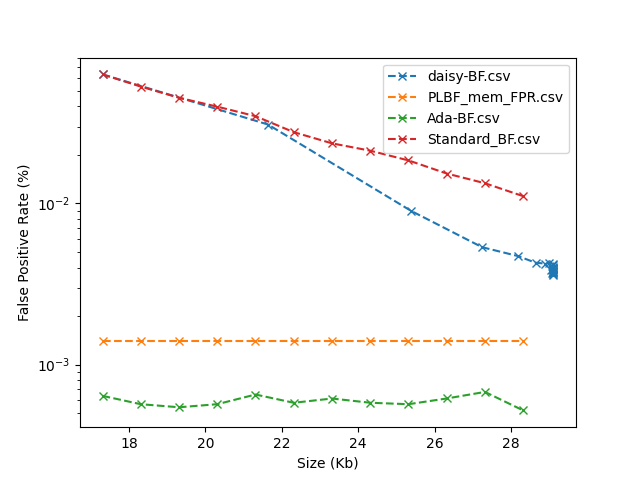 daisy-BF.csv
PLBF_mem_FPR.csv
Ada-BF.csv
Standard_BF.csv
False Positive Rate (%)
10⁻²
10⁻³
18 20 22 24 26 28
Size (Kb)